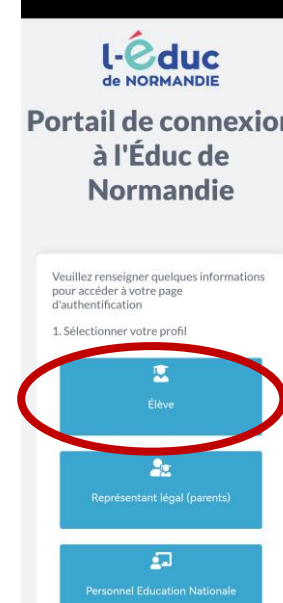 l-éduc
de NORMANDIE
Portail de connexion
à l'Éduc de
Normandie
Veuillez renseigner quelques informations
pour accéder à votre page
d'authentification
1. Sélectionner votre profil
Élève
Représentant légal (parents)
Personnel Education Nationale